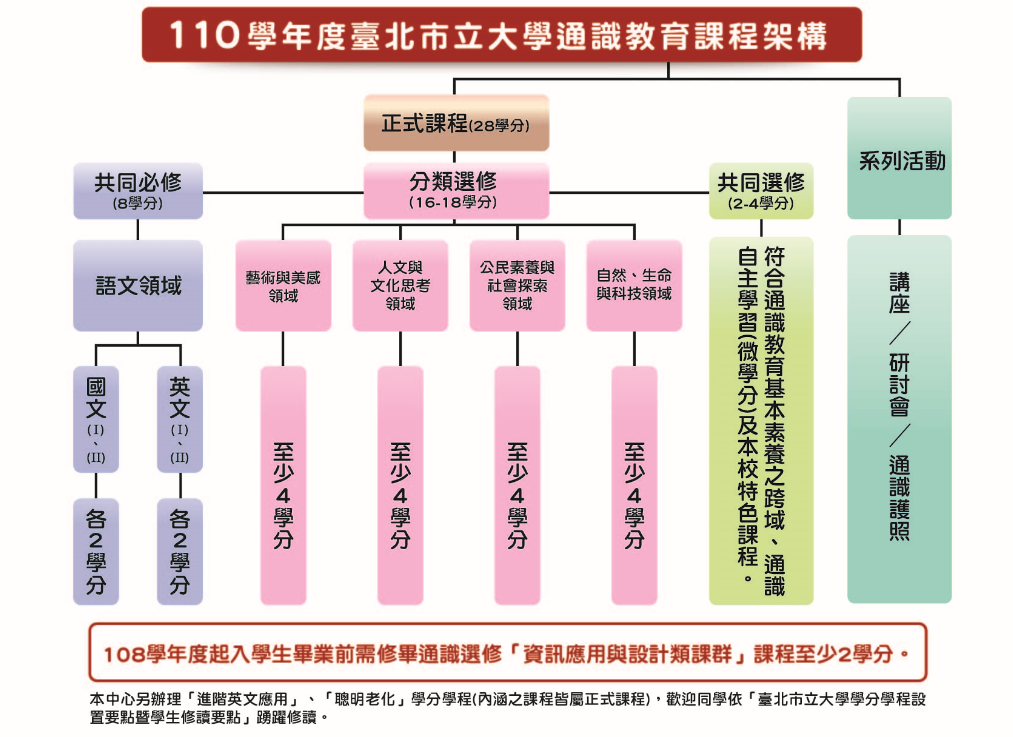 110學年度臺北市立大學通識教育課程架構
正式課程(28學分)
系列活動
共同必修
(8學分)
分類選修
(16-18學分)
共同選修
(2-4學分)
語文領域
藝術與美感
領域
人文與
文化思考
領域
公民素養與
社會探索
領域
自然、生命
與科技領域
符合通識教育基本素養之跨域、通識
自主學習(微學分)及本校特色課程。
講座／研討會／通識護照
國文(I)、(II)
英文(I)、(II)
各2學分
各2學分
至少4學分
至少4學分
至少4學分
至少4學分
108學年度起入學生畢業前需修畢通識選修「資訊應用與設計類課群」課程至少2學分。
本中心另辦理「進階英文應用」、「聰明老化」學分學程(內涵之課程皆屬正式課程)，歡迎同學依「臺北市立大學學分學程設
置要點暨學生修讀要點」踴躍修讀。